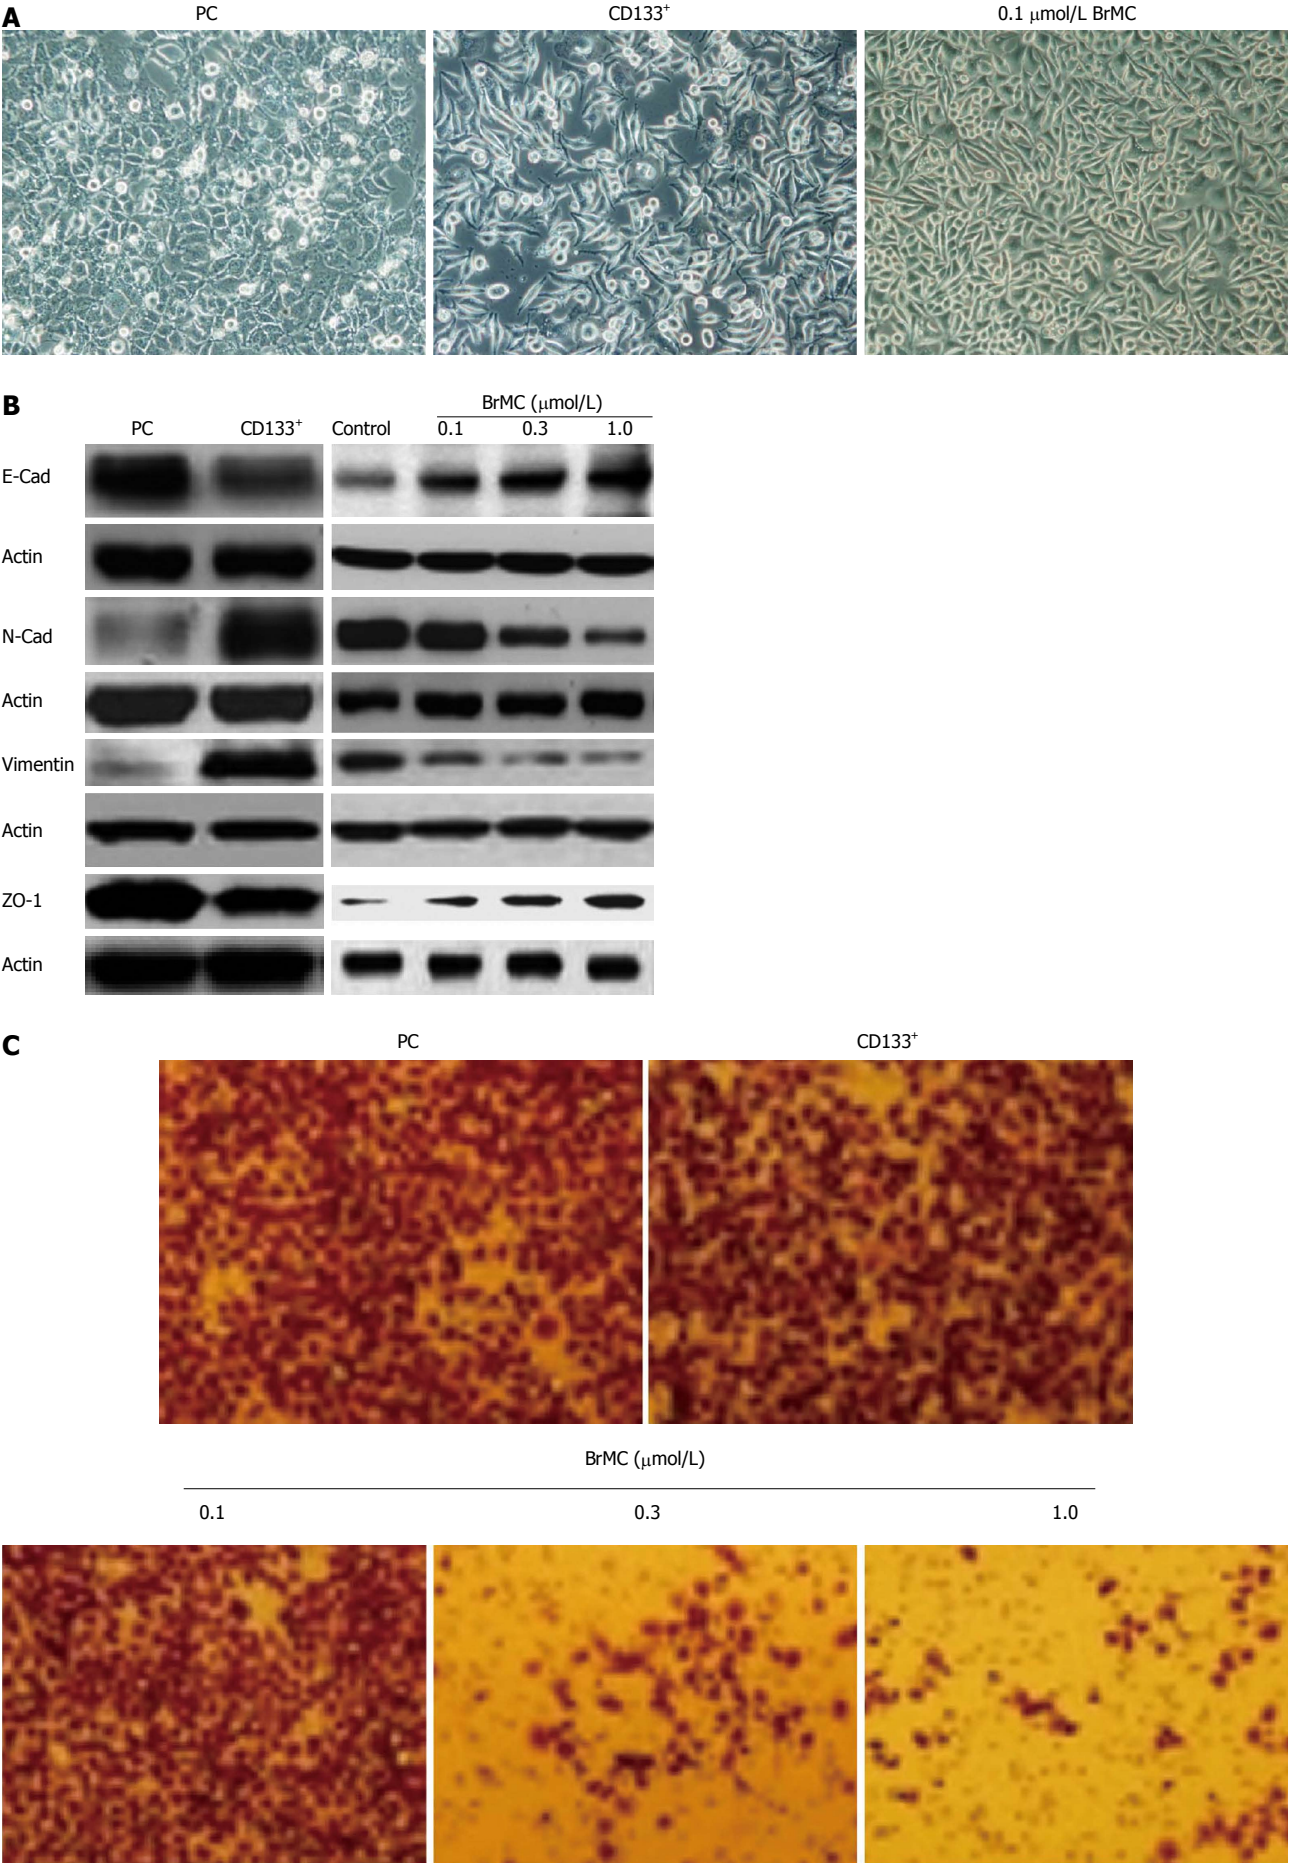 A
PC
CD133+
0.1 μmol/L BrMC
B
BrMC (μmol/L)
PC
CD133+
Control
0.1
0.3
1.0
E-Cad
Actin
N-Cad
Actin
Vimentin
Actin
ZO-1
Actin
C
PC
CD133+
BrMC (μmol/L)
0.1
0.3
1.0